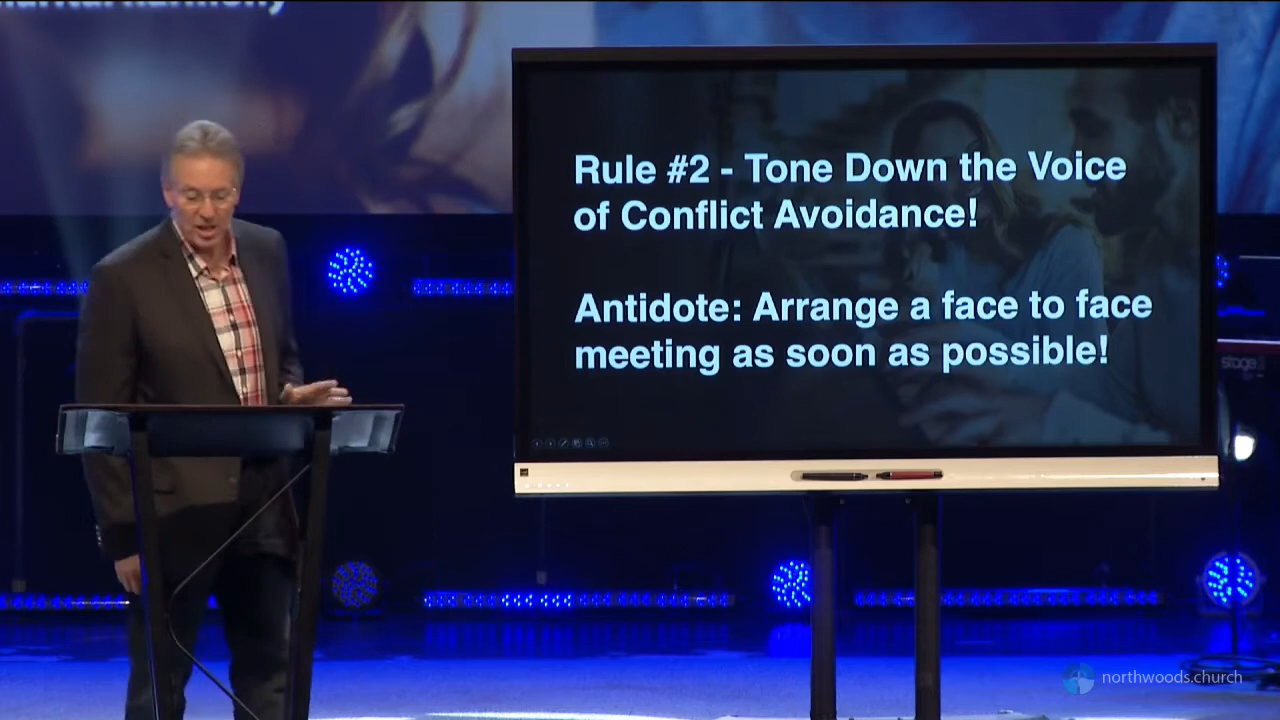 Rule #2 - Tone Down the Voice
of Conflict Avoidance!
Antidote: Arrange a face to face
meeting as soon as possible!
northwoods.church